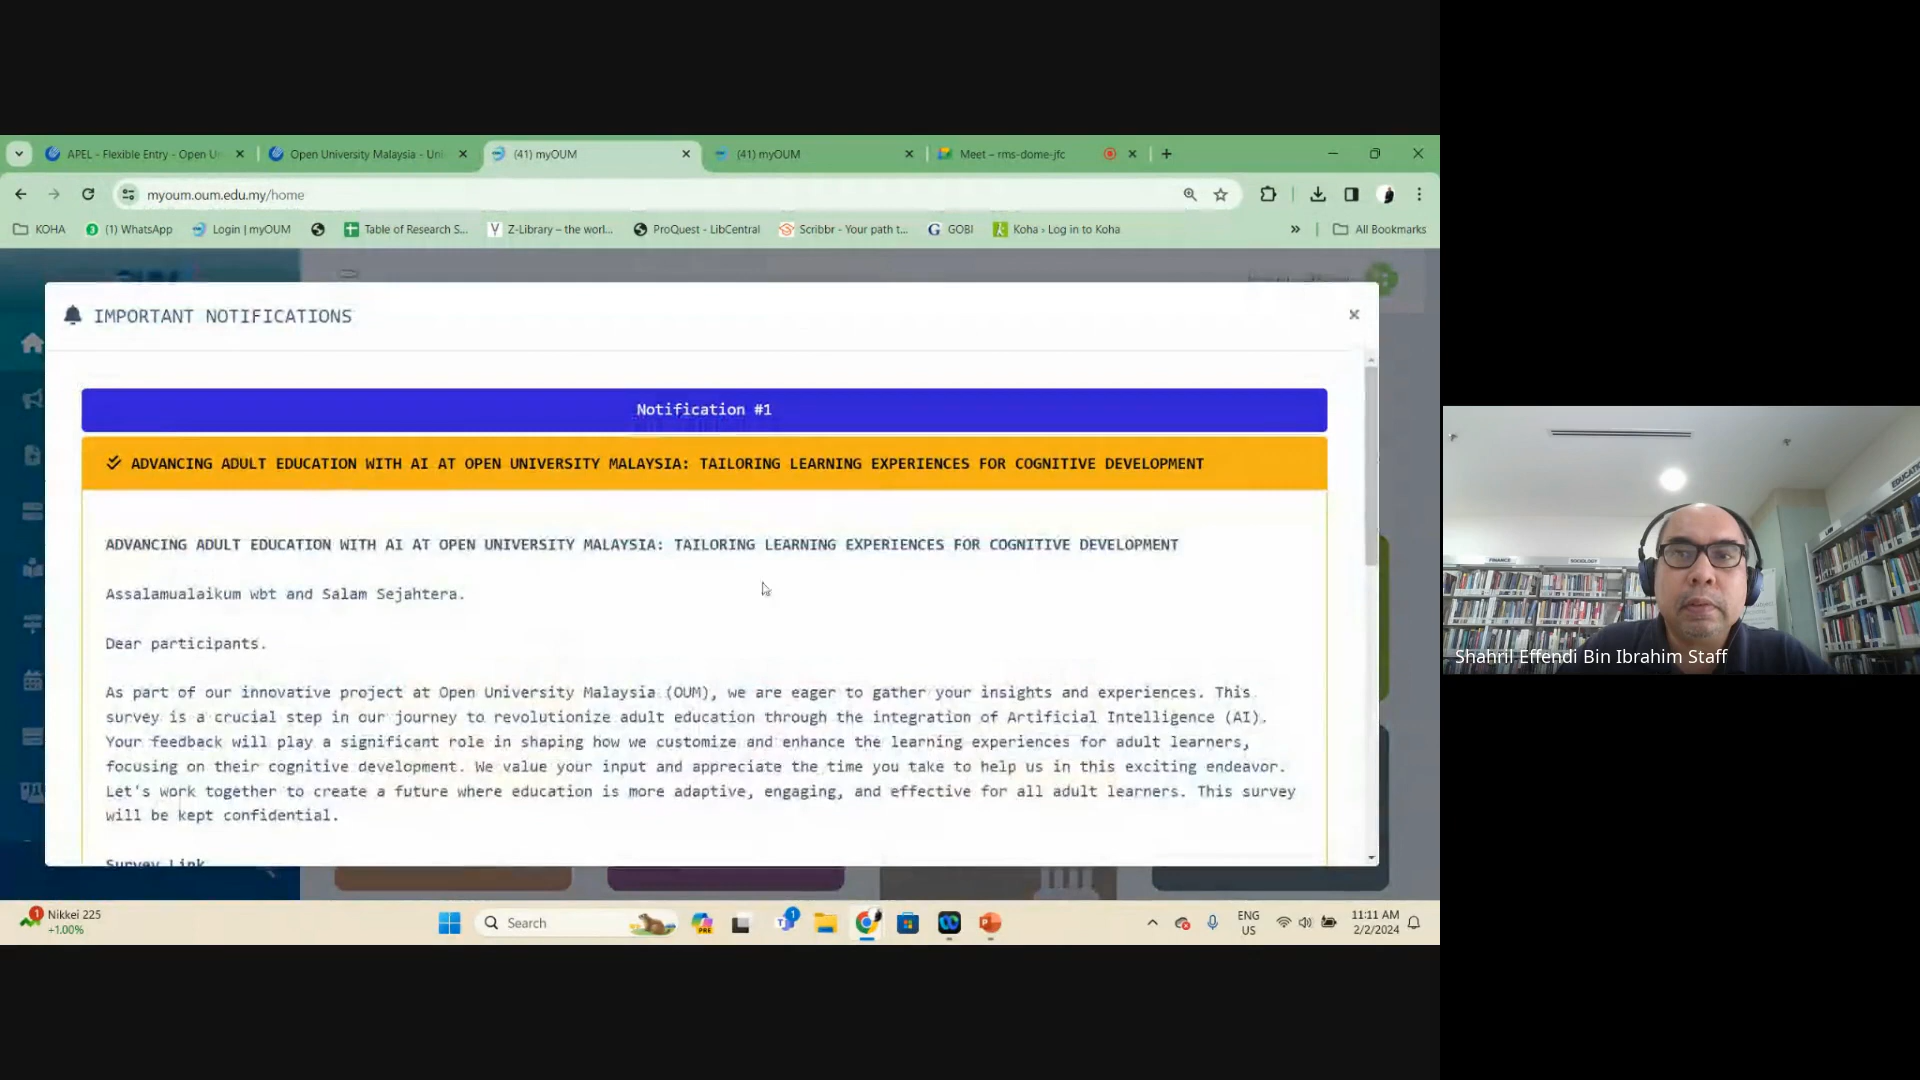 APEL - Flexible Entry - Open U
Open University Malaysia - Uni
(41) myOUM
(41) myOUM
Meet – rms-dome-jfc
myoum.oum.edu.my/home
KOHA
(1) WhatsApp
Login | myOUM
Table of Research S...
Z-Library – the worl...
ProQuest - LibCentral
Scribbr - Your path t...
GOBI
Koha › Log in to Koha
»
All Bookmarks
IMPORTANT NOTIFICATIONS
Notification #1
ADVANCING ADULT EDUCATION WITH AI AT OPEN UNIVERSITY MALAYSIA: TAILORING LEARNING EXPERIENCES FOR COGNITIVE DEVELOPMENT
ADVANCING ADULT EDUCATION WITH AI AT OPEN UNIVERSITY MALAYSIA: TAILORING LEARNING EXPERIENCES FOR COGNITIVE DEVELOPMENT
Assalamualaikum wbt and Salam Sejahtera.
Dear participants.
As part of our innovative project at Open University Malaysia (OUM), we are eager to gather your insights and experiences. This
survey is a crucial step in our journey to revolutionize adult education through the integration of Artificial Intelligence (AI).
Your feedback will play a significant role in shaping how we customize and enhance the learning experiences for adult learners,
focusing on their cognitive development. We value your input and appreciate the time you take to help us in this exciting endeavor.
Let's work together to create a future where education is more adaptive, engaging, and effective for all adult learners. This survey
will be kept confidential.
Survey Link
Nikkei 225
+1.00%
1
Search
PRE
1
ENG
US
11:11 AM
2/2/2024
FINANCE
SOCIOLOGY
EDUCATI
Shahril Effendi Bin Ibrahim Staff